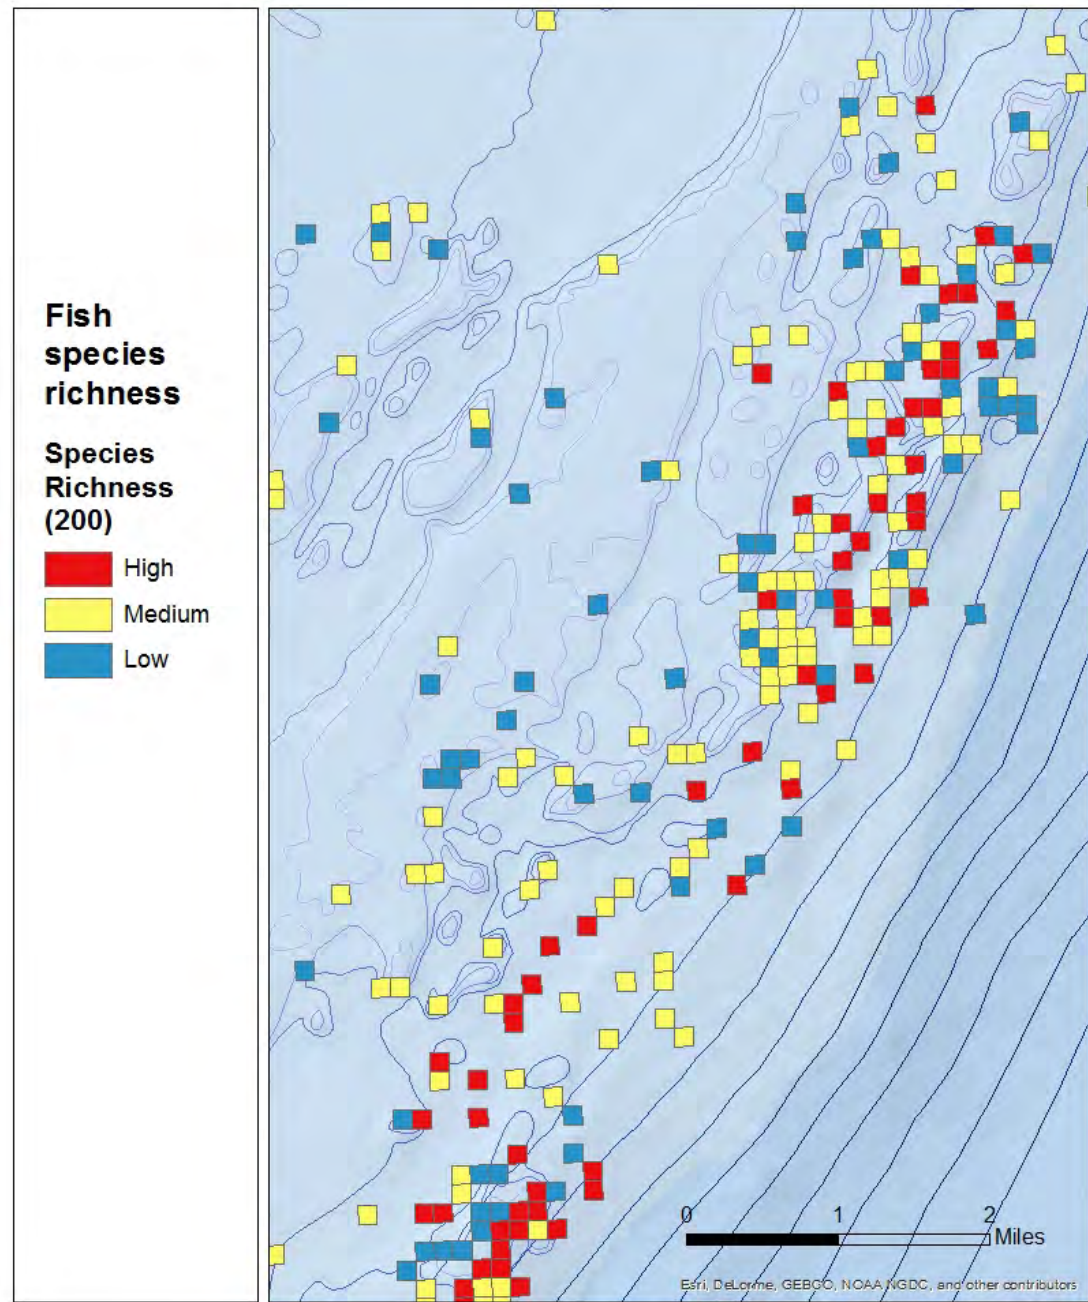 Fish
species
richness
Species
Richness
(200)
High
Medium
Low
0 1 2
Miles
Esri, DeLorme, GEBCO, NOAA NGDC, and other contributors